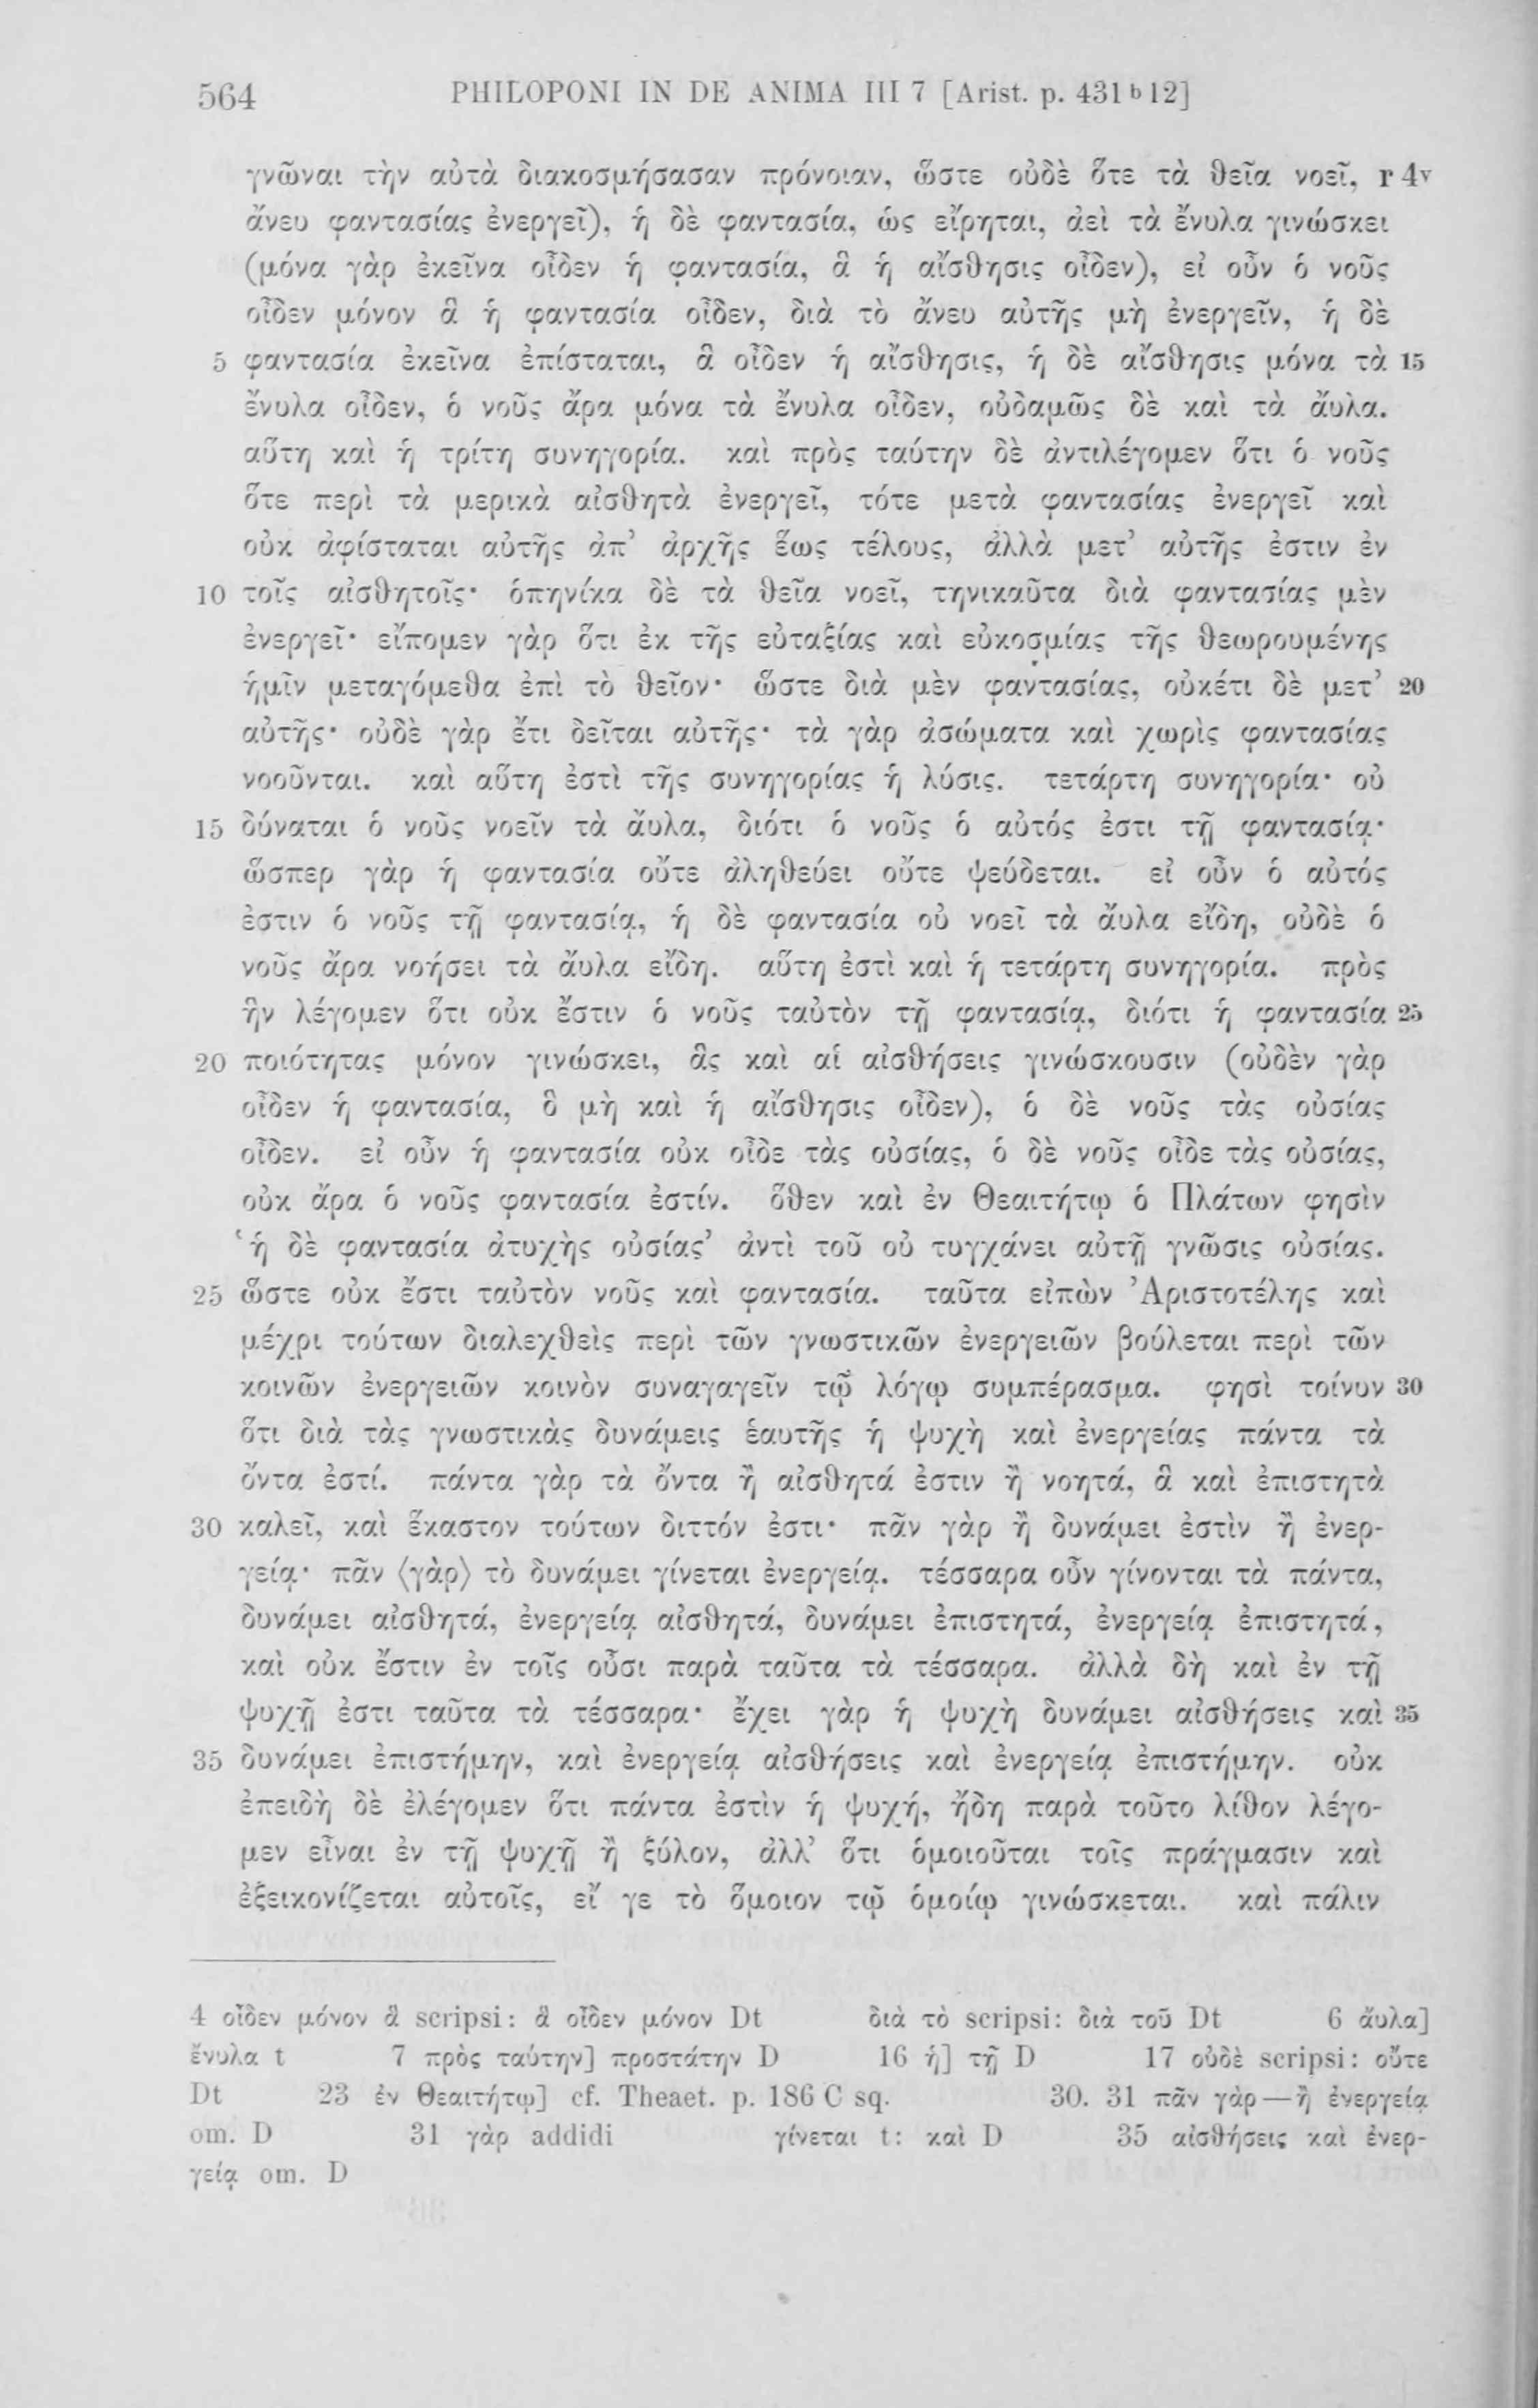 564 PHILOPONI IN DE ANIMA III 7 [Arist. p. 431 b 12]
γνῶναι τὴν αὐτὰ διακοσμήσασαν πρόνοιαν, ὥστε οὐδὲ ὅτε τὰ θεῖα νοεῖ, r 4v
ἄνευ φαντασίας ἐνεργεῖ), ἡ δὲ φαντασία, ὡς εἴρηται, ἀεὶ τὰ ἔνυλα γινώσκει
(μόνα γὰρ ἐκεῖνα οἶδεν ἡ φαντασία, ἃ ἡ αἴσθησις οἶδεν), εἰ οὖν ὁ νοῦς
οἶδεν μόνον ἃ ἡ φαντασία οἶδεν, διὰ τὸ ἄνευ αὐτῆς μὴ ἐνεργεῖν, ἡ δὲ
5 φαντασία ἐκεῖνα ἐπίσταται, ἃ οἶδεν ἡ αἴσθησις, ἡ δὲ αἴσθησις μόνα τὰ 15
ἔνυλα οἶδεν, ὁ νοῦς ἄρα μόνα τὰ ἔνυλα οἶδεν, οὐδαμῶς δὲ καὶ τὰ ἄυλα.
αὕτη καὶ ἡ τρίτη συνηγορία. καὶ πρὸς ταύτην δὲ ἀντιλέγομεν ὅτι ὁ νοῦς
ὅτε περὶ τὰ μερικὰ αἰσθητὰ ἐνεργεῖ, τότε μετὰ φαντασίας ἐνεργεῖ καὶ
οὐκ ἀφίσταται αὐτῆς ἀπ’ ἀρχῆς ἕως τέλους, ἀλλὰ μετ’ αὐτῆς ἐστιν ἐν
10 τοῖς αἰσθητοῖς· ὁπηνίκα δὲ τὰ θεῖα νοεῖ, τηνικαῦτα διὰ φαντασίας μὲν
ἐνεργεῖ· εἴπομεν γὰρ ὅτι ἐκ τῆς εὐταξίας καὶ εὐκοσμίας τῆς θεωρουμένης
ἡμῖν μεταγόμεθα ἐπὶ τὸ θεῖον· ὥστε διὰ μὲν φαντασίας, οὐκέτι δὲ μετ’ 20
αὐτῆς· οὐδὲ γὰρ ἔτι δεῖται αὐτῆς· τὰ γὰρ ἀσώματα καὶ χωρὶς φαντασίας
νοοῦνται. καὶ αὕτη ἐστὶ τῆς συνηγορίας ἡ λύσις. τετάρτη συνηγορία· οὐ
15 δύναται ὁ νοῦς νοεῖν τὰ ἄυλα, διότι ὁ νοῦς ὁ αὐτός ἐστι τῇ φαντασίᾳ·
ὥσπερ γὰρ ἡ φαντασία οὔτε ἀληθεύει οὔτε ψεύδεται. εἰ οὖν ὁ αὐτός
ἐστιν ὁ νοῦς τῇ φαντασίᾳ, ἡ δὲ φαντασία οὐ νοεῖ τὰ ἄυλα εἴδη, οὐδὲ ὁ
νοῦς ἄρα νοήσει τὰ ἄυλα εἴδη. αὕτη ἐστὶ καὶ ἡ τετάρτη συνηγορία. πρὸς
ἣν λέγομεν ὅτι οὐκ ἔστιν ὁ νοῦς ταὐτὸν τῇ φαντασίᾳ, διότι ἡ φαντασία 25
20 ποιότητας μόνον γινώσκει, ἃς καὶ αἱ αἰσθήσεις γινώσκουσιν (οὐδὲν γὰρ
οἶδεν ἡ φαντασία, ὃ μὴ καὶ ἡ αἴσθησις οἶδεν), ὁ δὲ νοῦς τὰς οὐσίας
οἶδεν. εἰ οὖν ἡ φαντασία οὐκ οἶδε τὰς οὐσίας, ὁ δὲ νοῦς οἶδε τὰς οὐσίας,
οὐκ ἄρα ὁ νοῦς φαντασία ἐστίν. ὅθεν καὶ ἐν Θεαιτήτῳ ὁ Πλάτων φησὶν
‘ἡ δὲ φαντασία ἀτυχὴς οὐσίας’ ἀντὶ τοῦ οὐ τυγχάνει αὐτῇ γνῶσις οὐσίας.
25 ὥστε οὐκ ἔστι ταὐτὸν νοῦς καὶ φαντασία. ταῦτα εἰπὼν Ἀριστοτέλης καὶ
μέχρι τούτων διαλεχθεὶς περὶ τῶν γνωστικῶν ἐνεργειῶν βούλεται περὶ τῶν
κοινῶν ἐνεργειῶν κοινὸν συναγαγεῖν τῷ λόγῳ συμπέρασμα. φησὶ τοίνυν 30
ὅτι διὰ τὰς γνωστικὰς δυνάμεις ἑαυτῆς ἡ ψυχὴ καὶ ἐνεργείας πάντα τὰ
ὄντα ἐστί. πάντα γὰρ τὰ ὄντα ἢ αἰσθητά ἐστιν ἢ νοητά, ἃ καὶ ἐπιστητὰ
30 καλεῖ, καὶ ἕκαστον τούτων διττόν ἐστι· πᾶν γὰρ ἢ δυνάμει ἐστὶν ἢ ἐνερ-
γείᾳ· πᾶν ⟨γὰρ⟩ τὸ δυνάμει γίνεται ἐνεργείᾳ. τέσσαρα οὖν γίνονται τὰ πάντα,
δυνάμει αἰσθητά, ἐνεργείᾳ αἰσθητά, δυνάμει ἐπιστητά, ἐνεργείᾳ ἐπιστητά,
καὶ οὐκ ἔστιν ἐν τοῖς οὖσι παρὰ ταῦτα τὰ τέσσαρα. ἀλλὰ δὴ καὶ ἐν τῇ
ψυχῇ ἐστι ταῦτα τὰ τέσσαρα· ἔχει γὰρ ἡ ψυχὴ δυνάμει αἰσθήσεις καὶ 35
35 δυνάμει ἐπιστήμην, καὶ ἐνεργείᾳ αἰσθήσεις καὶ ἐνεργείᾳ ἐπιστήμην. οὐκ
ἐπειδὴ δὲ ἐλέγομεν ὅτι πάντα ἐστὶν ἡ ψυχή, ἤδη παρὰ τοῦτο λίθον λέγο-
μεν εἶναι ἐν τῇ ψυχῇ ἢ ξύλον, ἀλλ’ ὅτι ὁμοιοῦται τοῖς πράγμασιν καὶ
ἐξεικονίζεται αὐτοῖς, εἴ γε τὸ ὅμοιον τῷ ὁμοίῳ γινώσκεται. καὶ πάλιν
4 οἶδεν μόνον ἃ scripsi: ἃ οἶδεν μόνον Dt διὰ τὸ scripsi: διὰ τοῦ Dt 6 ἄυλα]
ἔνυλα t 7 πρὸς ταύτην] προστάτην D 16 ἡ] τῇ D 17 οὐδὲ scripsi: οὔτε
Dt 23 ἐν Θεαιτήτῳ] cf. Theaet. p. 186 C sq. 30. 31 πᾶν γὰρ — ἢ ἐνεργείᾳ
om. D 31 γὰρ addidi γίνεται t: καὶ D 35 αἰσθήσεις καὶ ἐνερ-
γείᾳ om. D